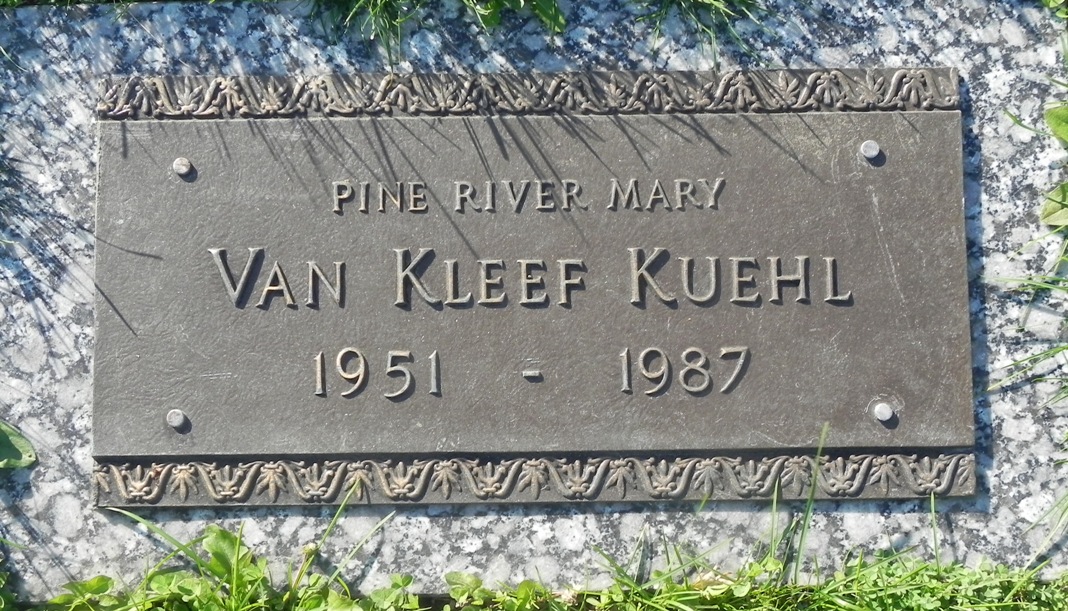 PINE RIVER MARY
VAN KLEEF KUEHL
1951 - 1987